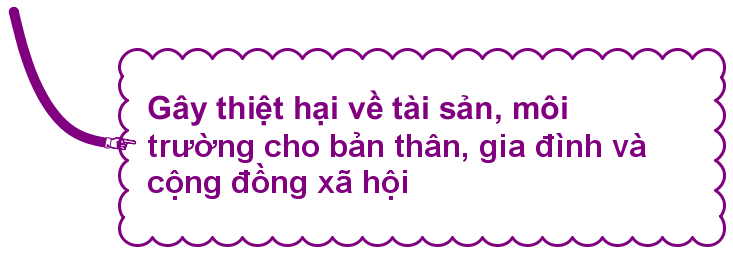 Gây thiệt hại về tài sản, môi
trường cho bản thân, gia đình và
cộng đồng xã hội